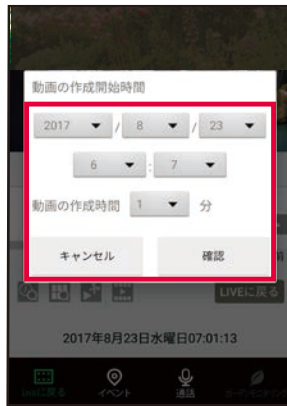 動画の作成開始時間
2017 / 8 / 23
6 : 7
動画の作成時間 1 分
キャンセル 確認
前
LIVEに戻る
2017年8月23日水曜日07:01:13
Liveに戻る イベント 通話